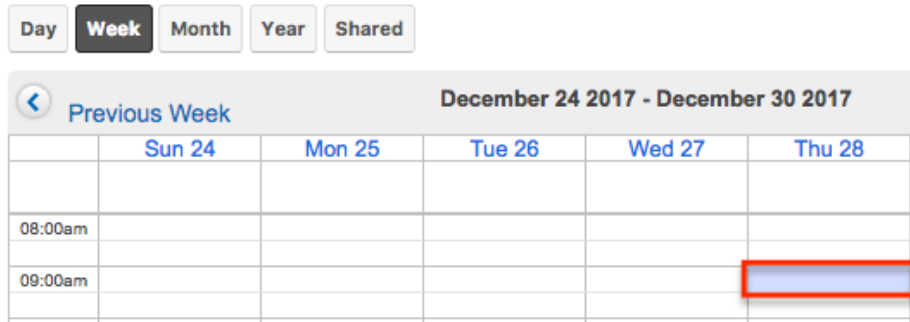 Day Week Month Year Shared
Previous Week December 24 2017 - December 30 2017
Sun 24 Mon 25 Tue 26 Wed 27 Thu 28
08:00am
09:00am